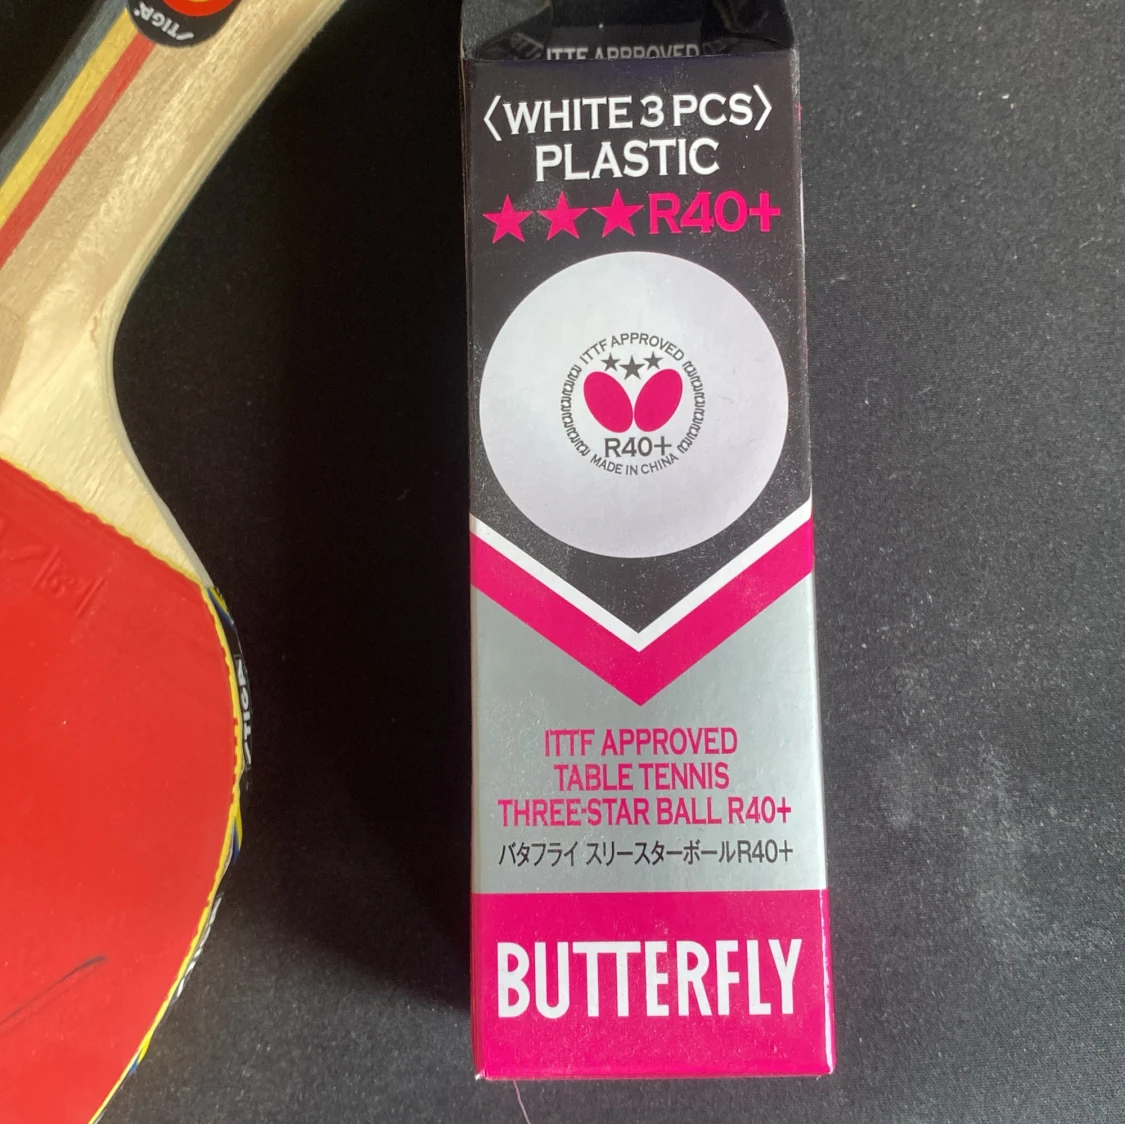 STIGA
ITTF APPROVED
〈WHITE 3 PCS〉
PLASTIC
★★★R40+
ITTF APPROVED
R40+
MADE IN CHINA
ITTF APPROVED
TABLE TENNIS
THREE-STAR BALL R40+
バタフライ スリースターボールR40+
BUTTERFLY
STIGA